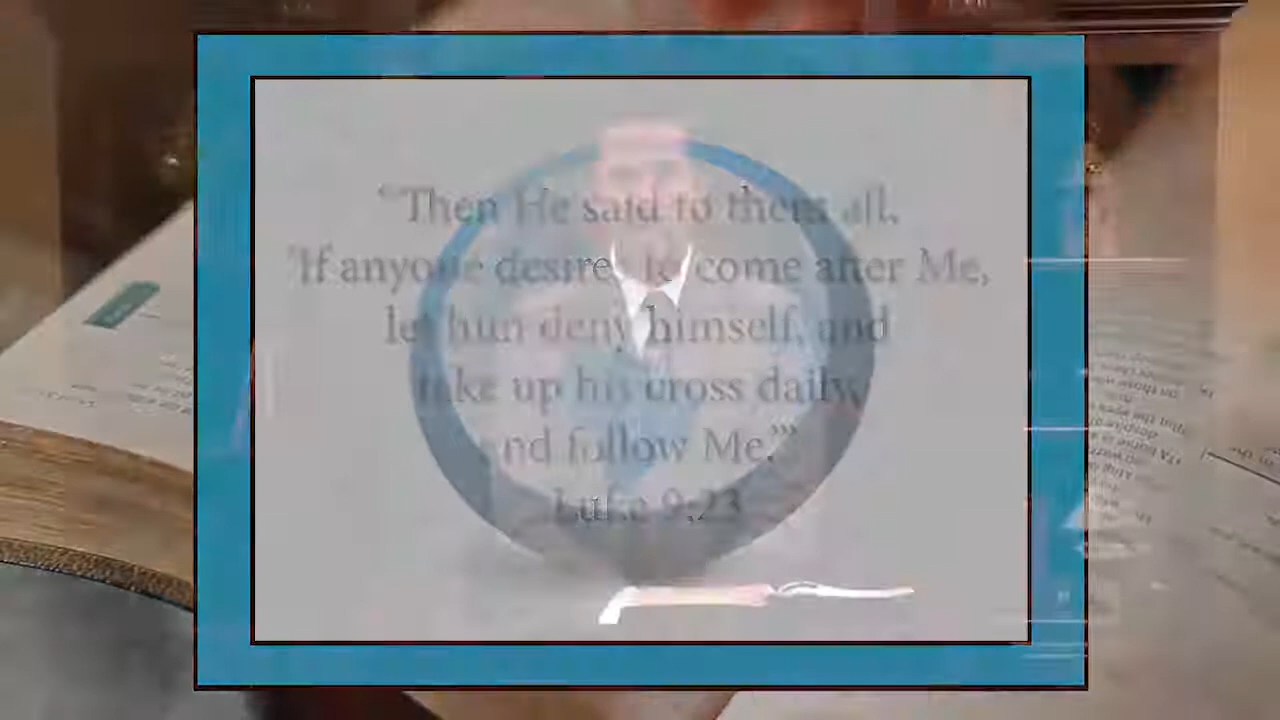 “Then He said to them all,
‘If anyone desires to come after Me,
let him deny himself, and
take up his cross daily,
and follow Me.’”
Luke 9:23